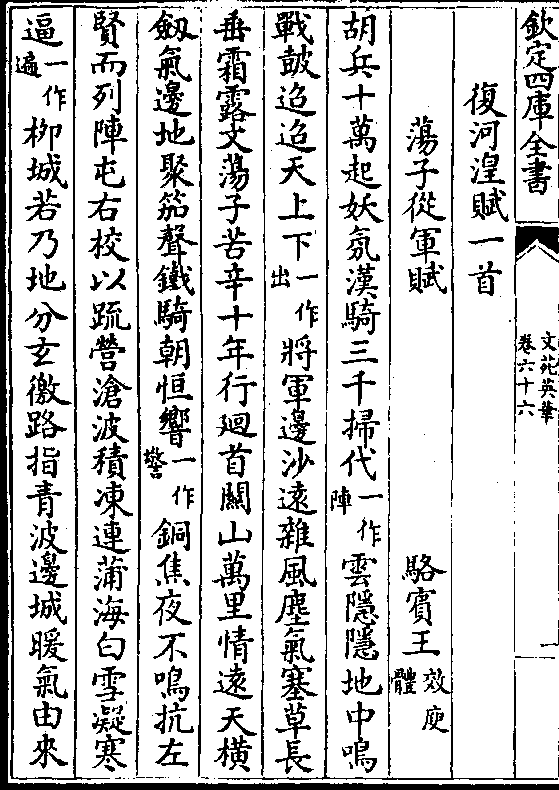 欽定四庫全書
文苑英華
卷六十六
一
復河湟賦一首
蕩子從軍賦 駱賓王 效庾體
胡兵十萬起妖氛漢騎三千掃代一作陣雲隱隱地中鳴
戰鼓迢迢天上下一作出將軍邊沙遠雜風塵氣塞草長
垂霜露文蕩子苦辛十年行廻首關山萬里情遠天橫
劔氣邊地聚笳聲鐵騎朝恒響一作警銅焦夜不鳴抗左
賢而列陣屯右校以疏營滄波積凍連蒲海白雪凝寒
逼一作遍栁城若乃地分玄徼路指青波邊城暖氣由來